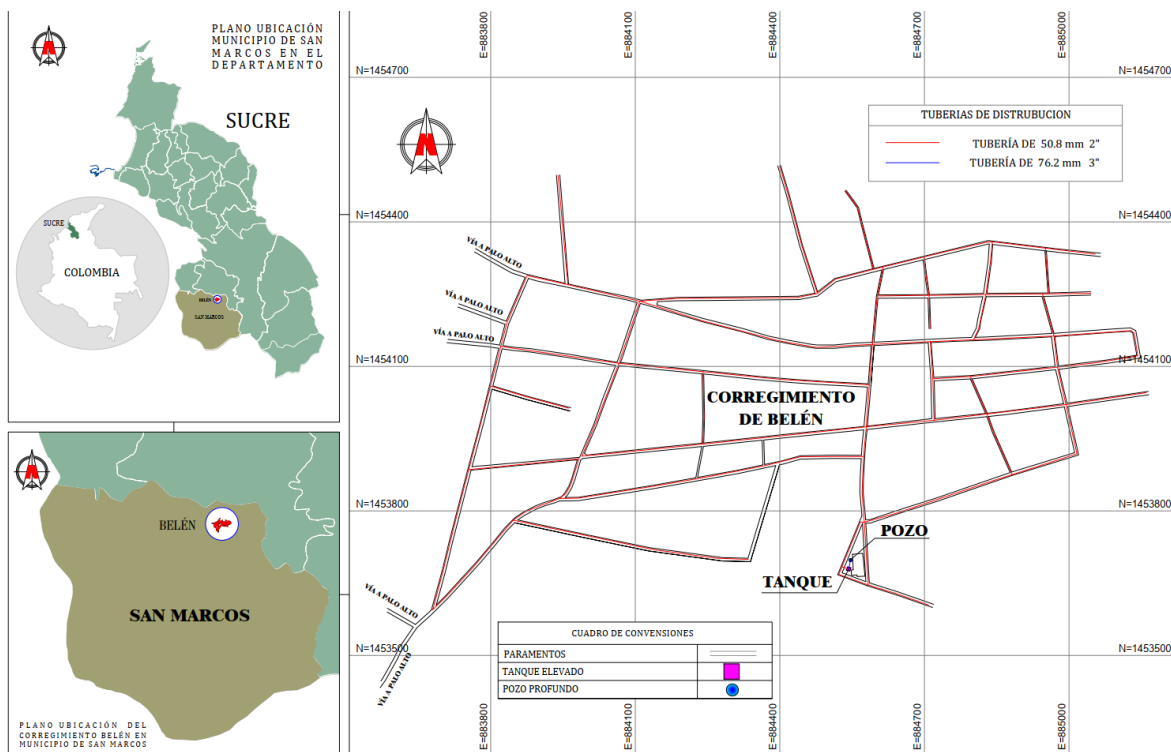 PLANO UBICACIÓN
MUNICIPIO DE SAN
MARCOS EN EL
DEPARTAMENTO
N
SUCRE
SUCRE
COLOMBIA
BELÉN
SAN MARCOS
N
BELÉN
SAN MARCOS
PLANO UBICACIÓN DEL
CORREGIMIENTO BELÉN EN
MUNICIPIO DE SAN MARCOS
E=883800
E=884100
E=884400
E=884700
E=885000
N=1454700
N=1454700
N
TUBERIAS DE DISTRUBUCION
TUBERÍA DE 50.8 mm 2"
TUBERÍA DE 76.2 mm 3"
N=1454400
N=1454400
VÍA A PALO ALTO
VÍA A PALO ALTO
VÍA A PALO ALTO
N=1454100
N=1454100
CORREGIMIENTO
DE BELÉN
N=1453800
N=1453800
POZO
TANQUE
VÍA A PALO ALTO
VÍA A PALO ALTO
N=1453500
N=1453500
CUADRO DE CONVENSIONES
PARAMENTOS
TANQUE ELEVADO
POZO PROFUNDO
E=883800
E=884100
E=884400
E=884700
E=885000